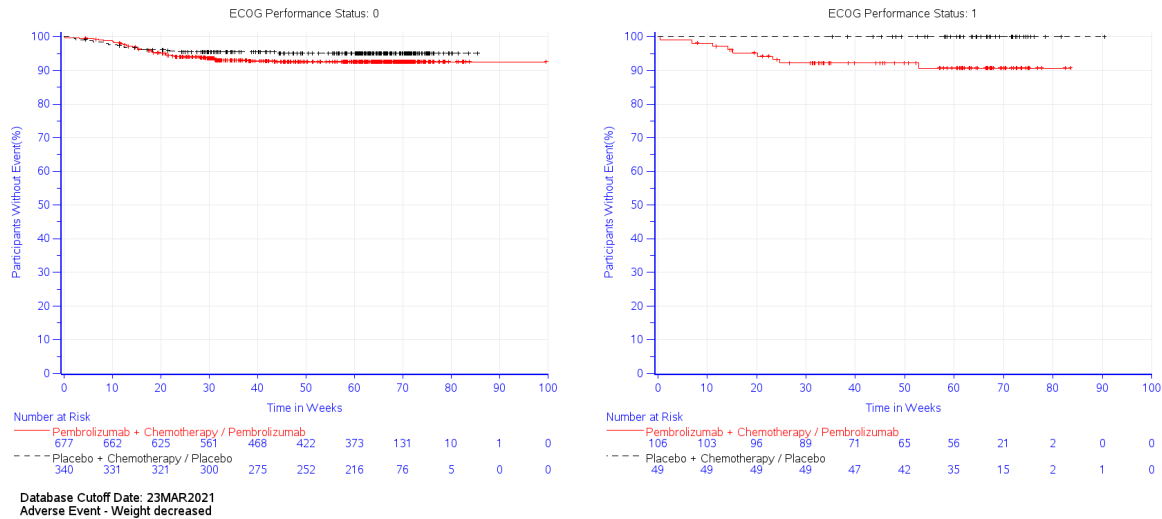 ECOG Performance Status: 0
Participants Without Event(%)
100
90
80
70
60
50
40
30
20
10
0
0 10 20 30 40 50 60 70 80 90 100
Time in Weeks
Number at Risk
Pembrolizumab + Chemotherapy / Pembrolizumab
677 662 625 561 468 422 373 131 10 1 0
Placebo + Chemotherapy / Placebo
340 331 321 300 275 252 216 76 5 0 0
ECOG Performance Status: 1
Participants Without Event(%)
100
90
80
70
60
50
40
30
20
10
0
0 10 20 30 40 50 60 70 80 90 100
Time in Weeks
Number at Risk
Pembrolizumab + Chemotherapy / Pembrolizumab
106 103 96 89 71 65 56 21 2 0 0
Placebo + Chemotherapy / Placebo
49 49 49 49 47 42 35 15 2 1 0
Database Cutoff Date: 23MAR2021
Adverse Event - Weight decreased